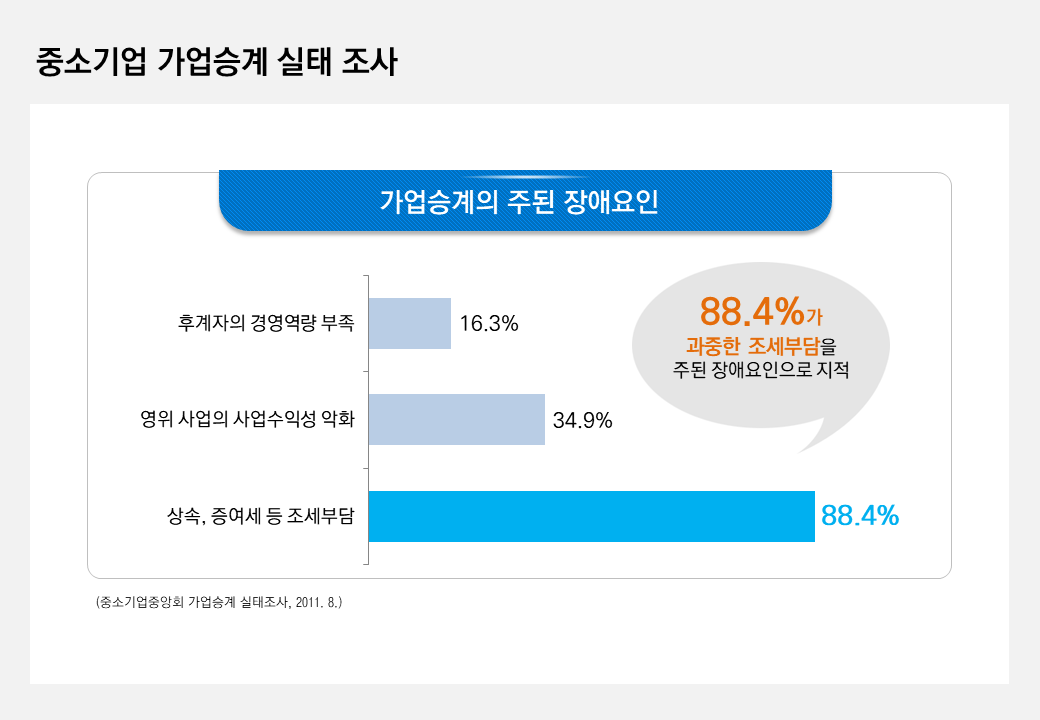 중소기업 가업승계 실태 조사
가업승계의 주된 장애요인
후계자의 경영역량 부족
16.3%
88.4%가
과중한 조세부담을
주된 장애요인으로 지적
영위 사업의 사업수익성 악화
34.9%
상속, 증여세 등 조세부담
88.4%
(중소기업중앙회 가업승계 실태조사, 2011. 8.)